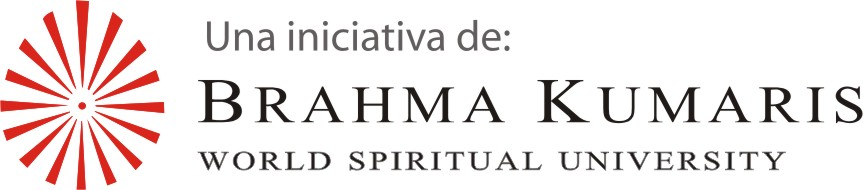 Una iniciativa de:
BRAHMA KUMARIS
WORLD SPIRITUAL UNIVERSITY